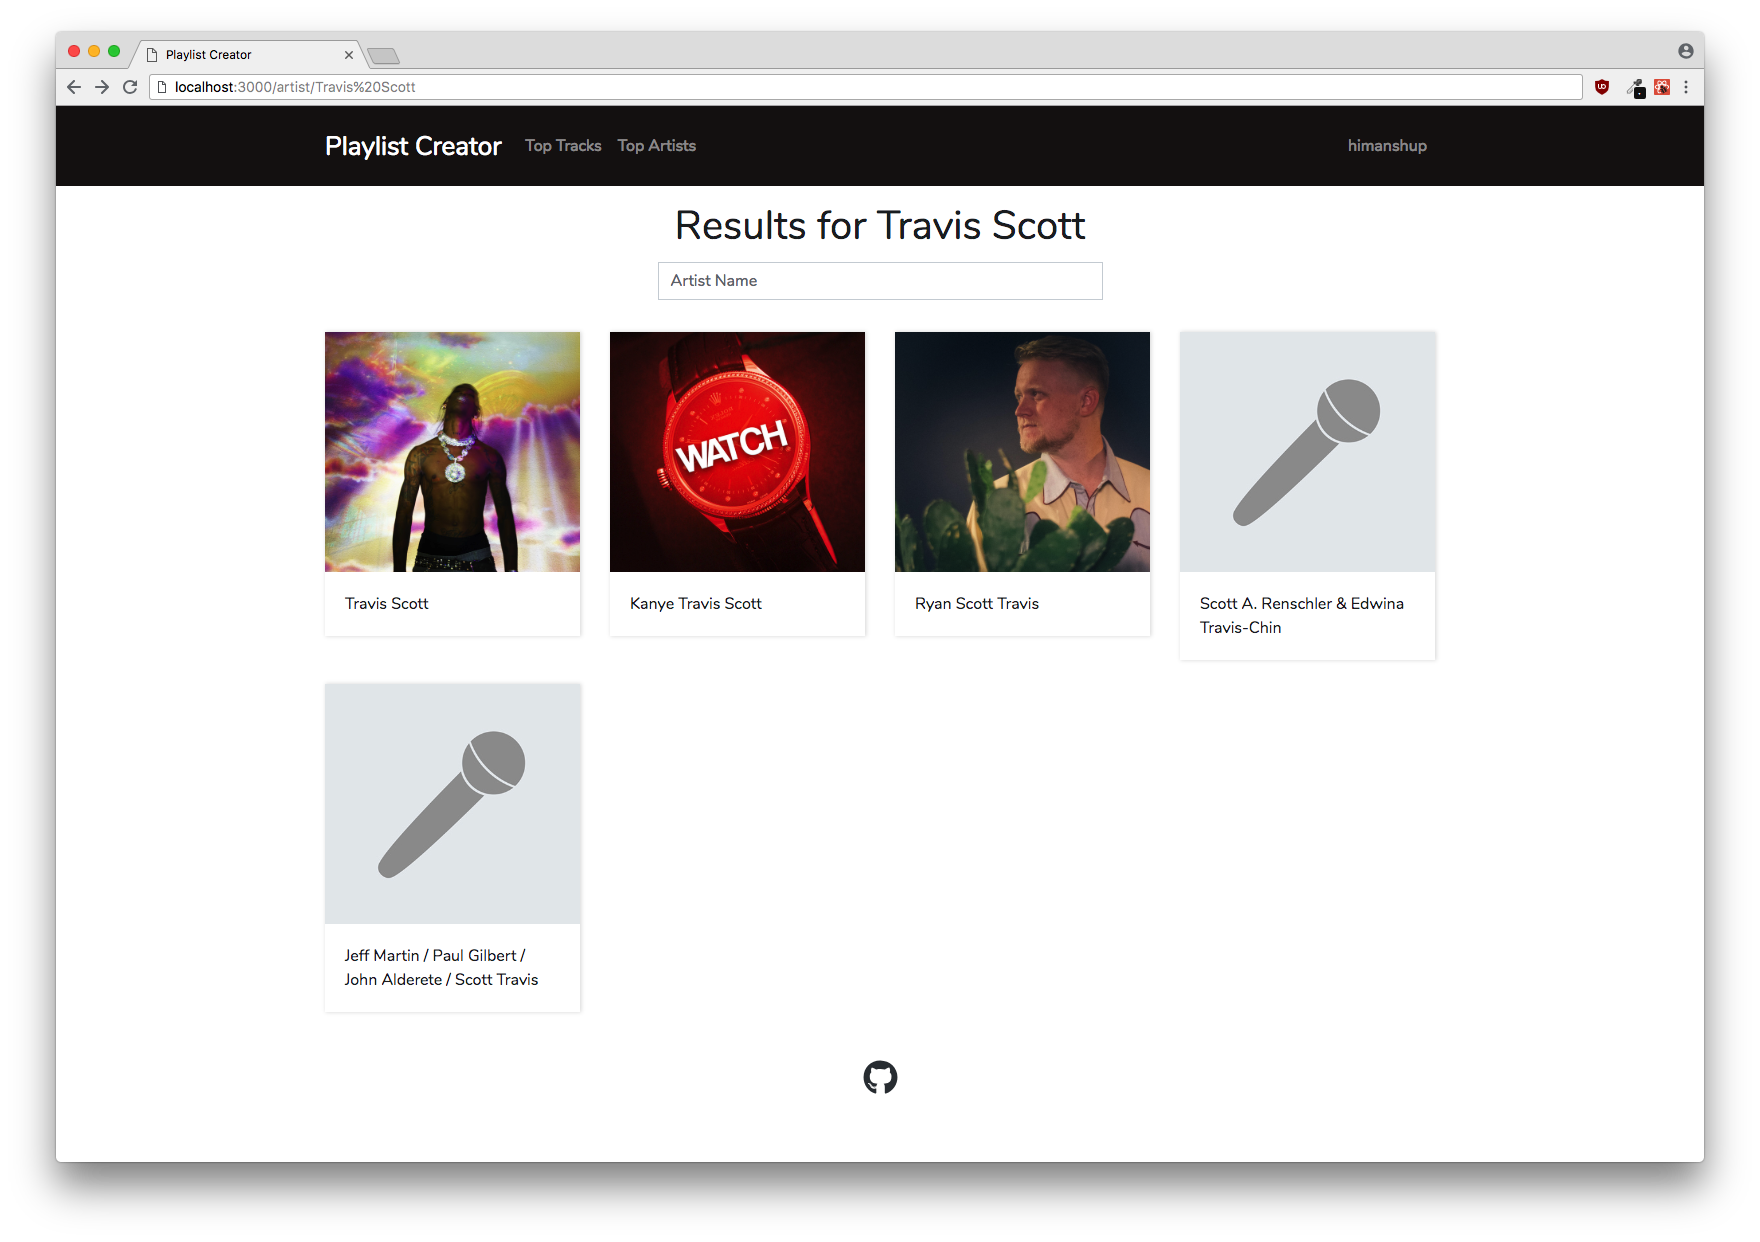 Playlist Creator
localhost:3000/artist/Travis%20Scott
Playlist Creator
Top Tracks
Top Artists
himanshup
Results for Travis Scott
Artist Name
WATCH
Travis Scott
Kanye Travis Scott
Ryan Scott Travis
Scott A. Renschler & Edwina
Travis-Chin
Jeff Martin / Paul Gilbert /
John Alderete / Scott Travis